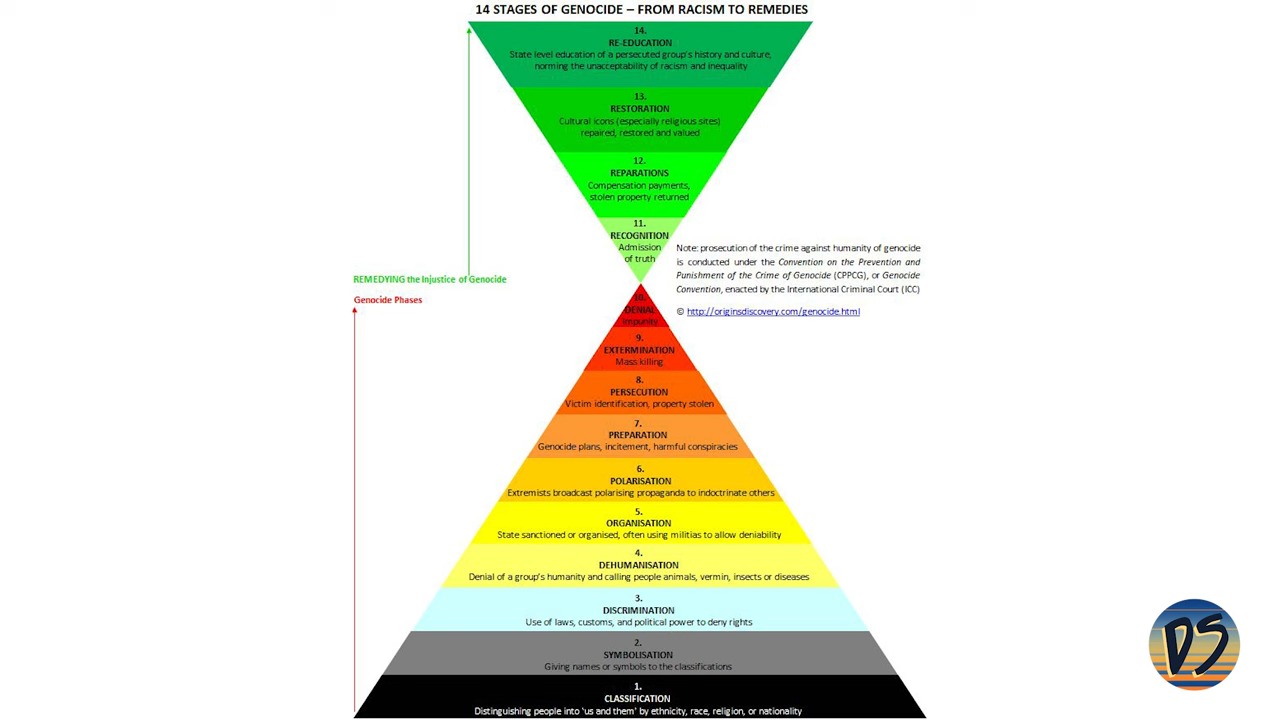 14 STAGES OF GENOCIDE – FROM RACISM TO REMEDIES
14.
RE-EDUCATION
State level education of a persecuted group's history and culture,
norming the unacceptability of racism and inequality
13.
RESTORATION
Cultural icons (especially religious sites)
repaired, restored and valued
12.
REPARATIONS
Compensation payments,
stolen property returned
11.
RECOGNITION
Admission
of truth
Note: prosecution of the crime against humanity of genocide
is conducted under the Convention on the Prevention and
Punishment of the Crime of Genocide (CPPCG), or Genocide
Convention, enacted by the International Criminal Court (ICC)
© http://originsdiscovery.com/genocide.html
REMEDYING the Injustice of Genocide
Genocide Phases
10.
DENIAL
Impunity
9.
EXTERMINATION
Mass killing
8.
PERSECUTION
Victim identification, property stolen
7.
PREPARATION
Genocide plans, incitement, harmful conspiracies
6.
POLARISATION
Extremists broadcast polarising propaganda to indoctrinate others
5.
ORGANISATION
State sanctioned or organised, often using militias to allow deniability
4.
DEHUMANISATION
Denial of a group's humanity and calling people animals, vermin, insects or diseases
3.
DISCRIMINATION
Use of laws, customs, and political power to deny rights
2.
SYMBOLISATION
Giving names or symbols to the classifications
1.
CLASSIFICATION
Distinguishing people into 'us and them' by ethnicity, race, religion, or nationality
DS